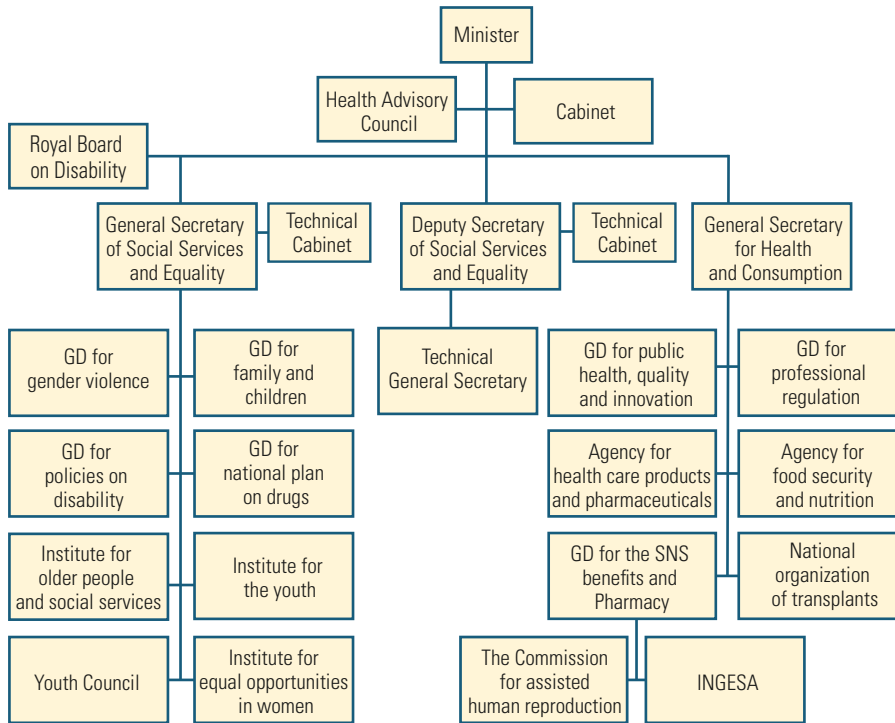 Minister
Health Advisory
Council
Cabinet
Royal Board
on Disability
General Secretary
of Social Services
and Equality
Technical
Cabinet
Deputy Secretary
of Social Services
and Equality
Technical
Cabinet
General Secretary
for Health
and Consumption
GD for
gender violence
GD for
family and
children
Technical
General Secretary
GD for public
health, quality
and innovation
GD for
professional
regulation
GD for
policies on
disability
GD for
national plan
on drugs
Agency for
health care products
and pharmaceuticals
Agency for
food security
and nutrition
Institute for
older people
and social services
Institute for
the youth
GD for the SNS
benefits and
Pharmacy
National
organization
of transplants
Youth Council
Institute for
equal opportunities
in women
The Commission
for assisted
human reproduction
INGESA